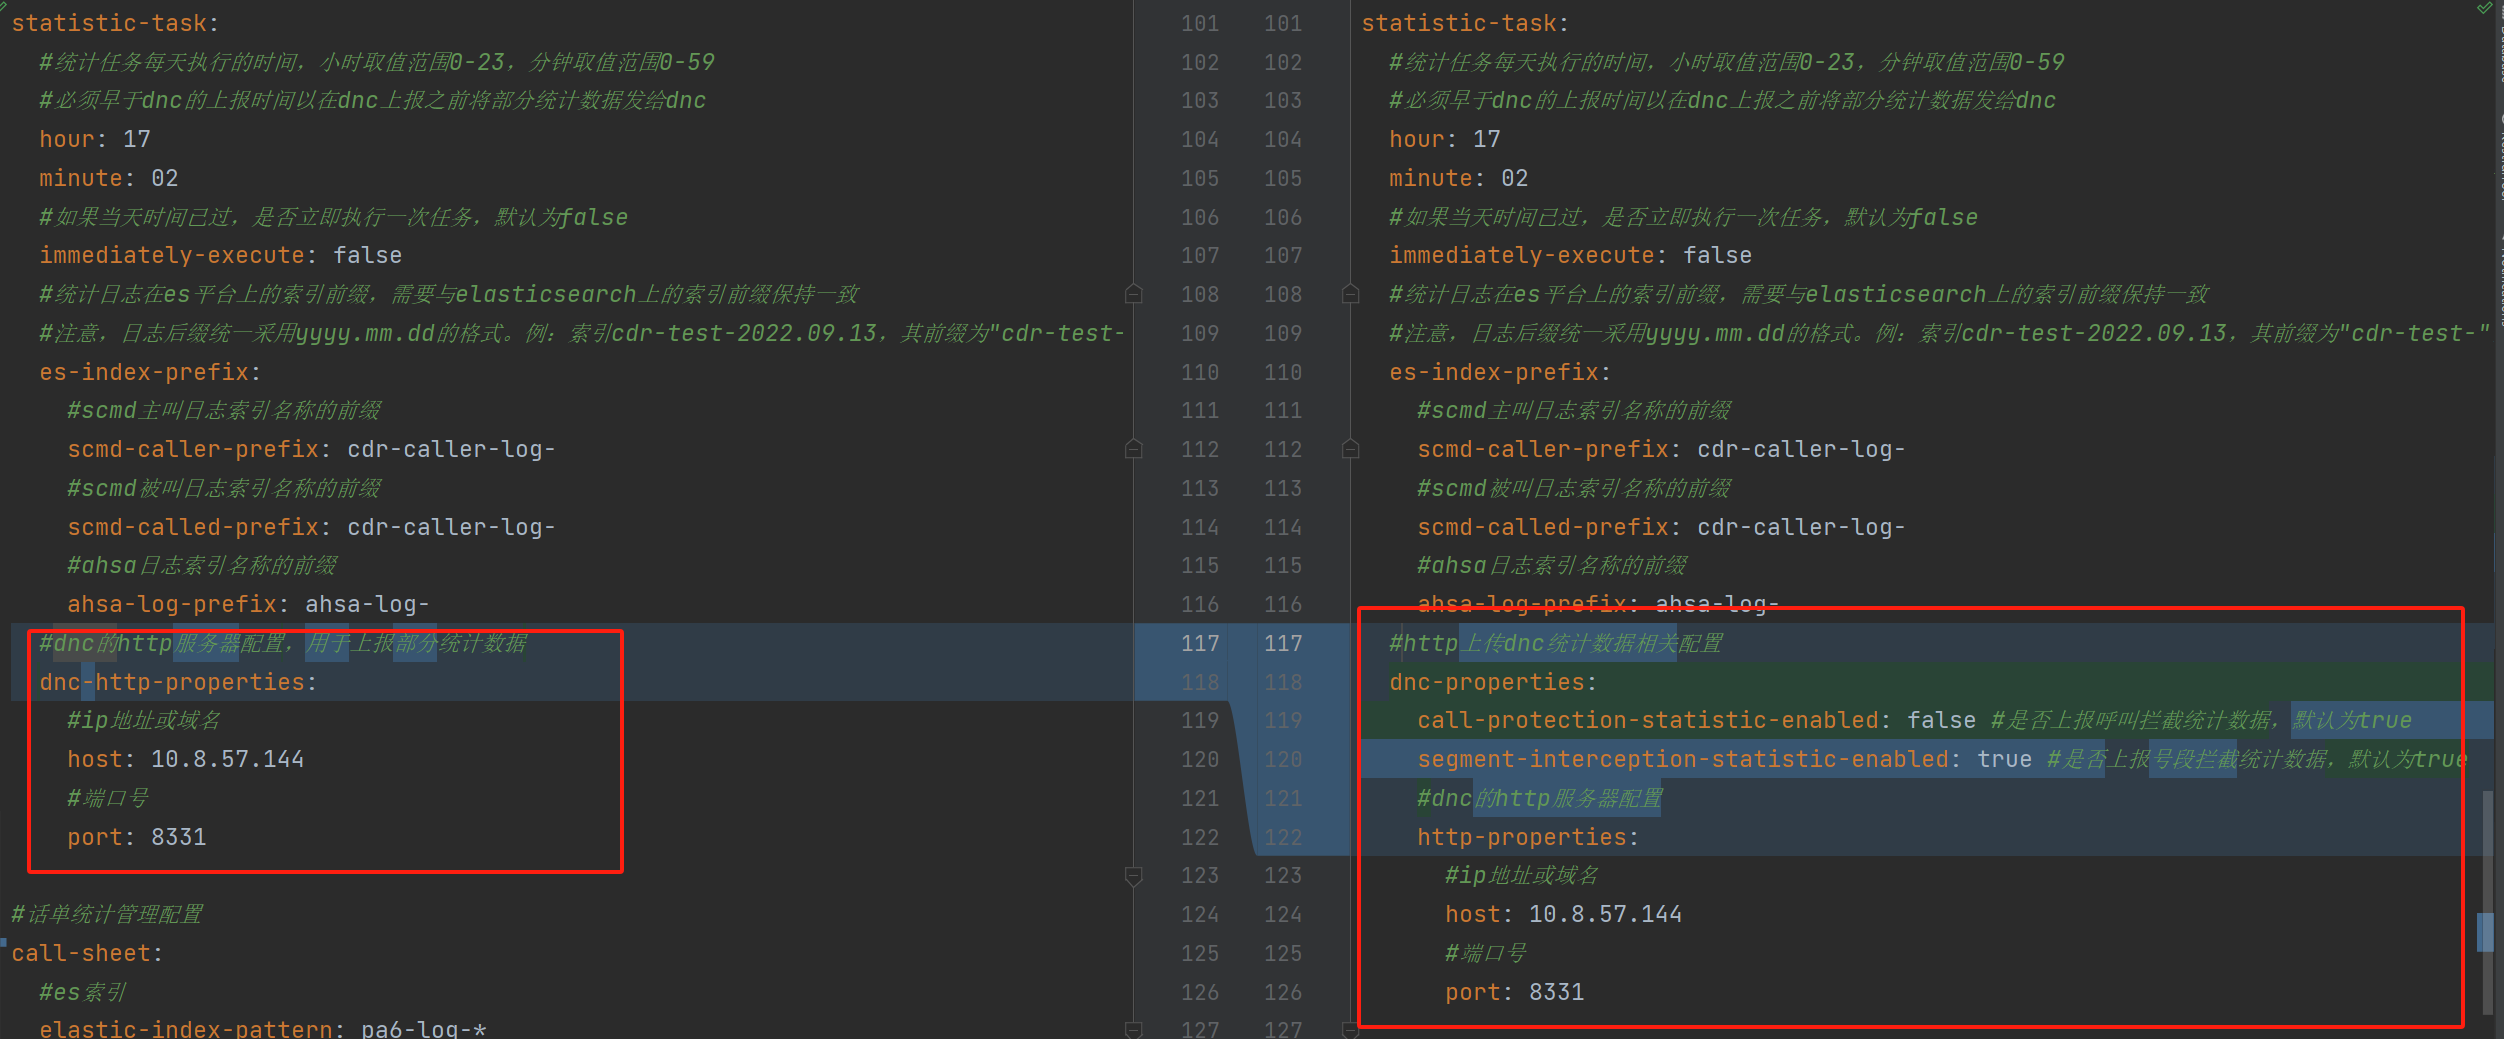 statistic-task:
#统计任务每天执行的时间，小时取值范围0-23，分钟取值范围0-59
#必须早于dnc的上报时间以在dnc上报之前将部分统计数据发给dnc
hour: 17
minute: 02
#如果当天时间已过，是否立即执行一次任务，默认为false
immediately-execute: false
#统计日志在es平台上的索引前缀，需要与elasticsearch上的索引前缀保持一致
#注意，日志后缀统一采用yyyy.mm.dd的格式。例：索引cdr-test-2022.09.13，其前缀为"cdr-test-
es-index-prefix:
#scmd主叫日志索引名称的前缀
scmd-caller-prefix: cdr-caller-log-
#scmd被叫日志索引名称的前缀
scmd-called-prefix: cdr-caller-log-
#ahsa日志索引名称的前缀
ahsa-log-prefix: ahsa-log-
#dnc的http服务器配置，用于上报部分统计数据
dnc-http-properties:
#ip地址或域名
host: 10.8.57.144
#端口号
port: 8331
#话单统计管理配置
call-sheet:
#es索引
elastic-index-pattern: pa6-log-*
101 101
102 102
103 103
104 104
105 105
106 106
107 107
108 108
109 109
110 110
111 111
112 112
113 113
114 114
115 115
116 116
117 117
118 118
119 119
120 120
121 121
122 122
123 123
124 124
125 125
126 126
127 127
statistic-task:
#统计任务每天执行的时间，小时取值范围0-23，分钟取值范围0-59
#必须早于dnc的上报时间以在dnc上报之前将部分统计数据发给dnc
hour: 17
minute: 02
#如果当天时间已过，是否立即执行一次任务，默认为false
immediately-execute: false
#统计日志在es平台上的索引前缀，需要与elasticsearch上的索引前缀保持一致
#注意，日志后缀统一采用yyyy.mm.dd的格式。例：索引cdr-test-2022.09.13，其前缀为"cdr-test-"
es-index-prefix:
#scmd主叫日志索引名称的前缀
scmd-caller-prefix: cdr-caller-log-
#scmd被叫日志索引名称的前缀
scmd-called-prefix: cdr-caller-log-
#ahsa日志索引名称的前缀
ahsa-log-prefix: ahsa-log-
#http上传dnc统计数据相关配置
dnc-properties:
call-protection-statistic-enabled: false #是否上报呼叫拦截统计数据，默认为true
segment-interception-statistic-enabled: true #是否上报号段拦截统计数据，默认为true
#dnc的http服务器配置
http-properties:
#ip地址或域名
host: 10.8.57.144
#端口号
port: 8331